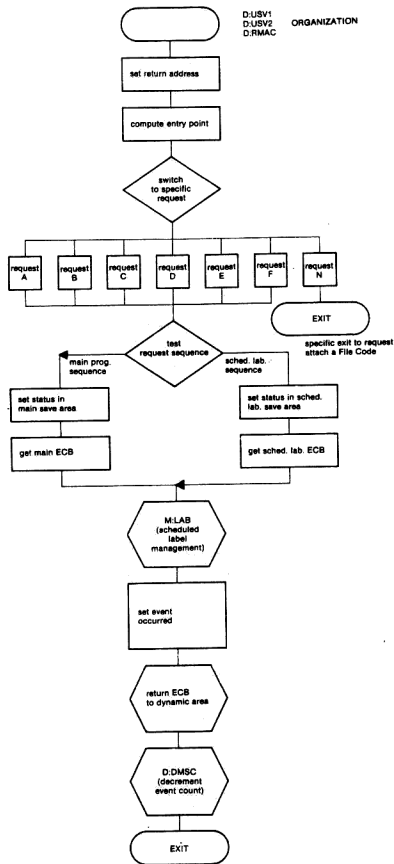 D:USV1
D:USV2 ORGANIZATION
D:RMAC
set return address
compute entry point
switch
to specific
request
request
A
request
B
request
C
request
D
request
E
request
F
request
N
EXIT
specific exit to request
attach a File Code
test
request sequence
main prog.
sequence
sched. lab.
sequence
set status in
main save area
set status in sched.
lab. save area
get main ECB
get sched. lab. ECB
M:LAB
(scheduled
label
management)
set event
occurred
return ECB
to dynamic area
D:DMSC
(decrement
event count)
EXIT